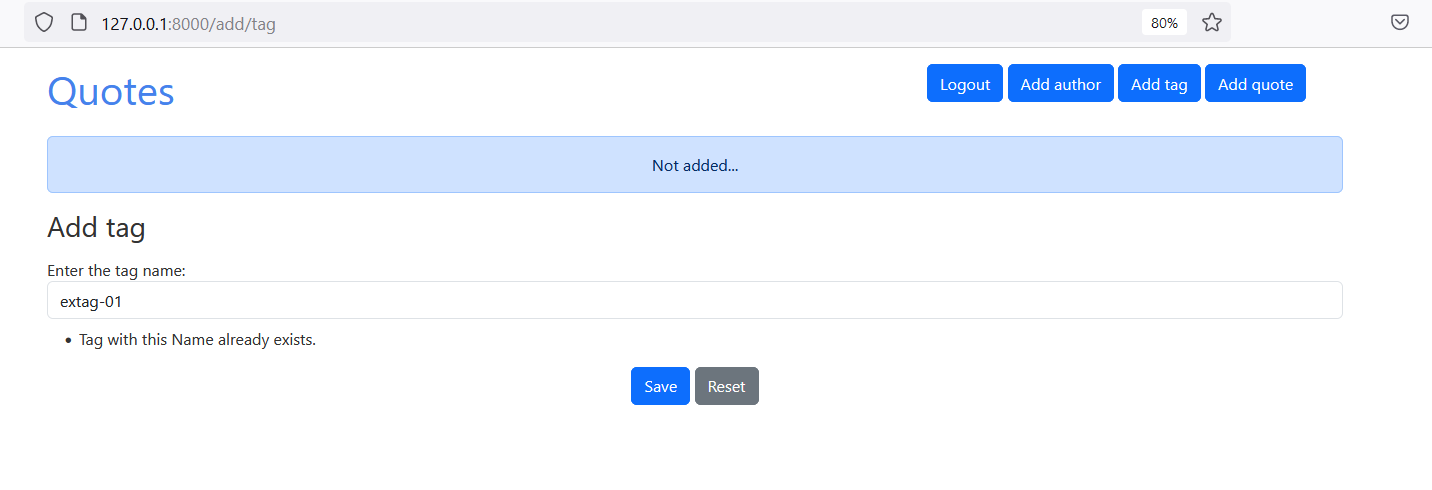 127.0.0.1:8000/add/tag 80%
Quotes Logout Add author Add tag Add quote
Not added...
Add tag
Enter the tag name:
extag-01
• Tag with this Name already exists.
Save Reset